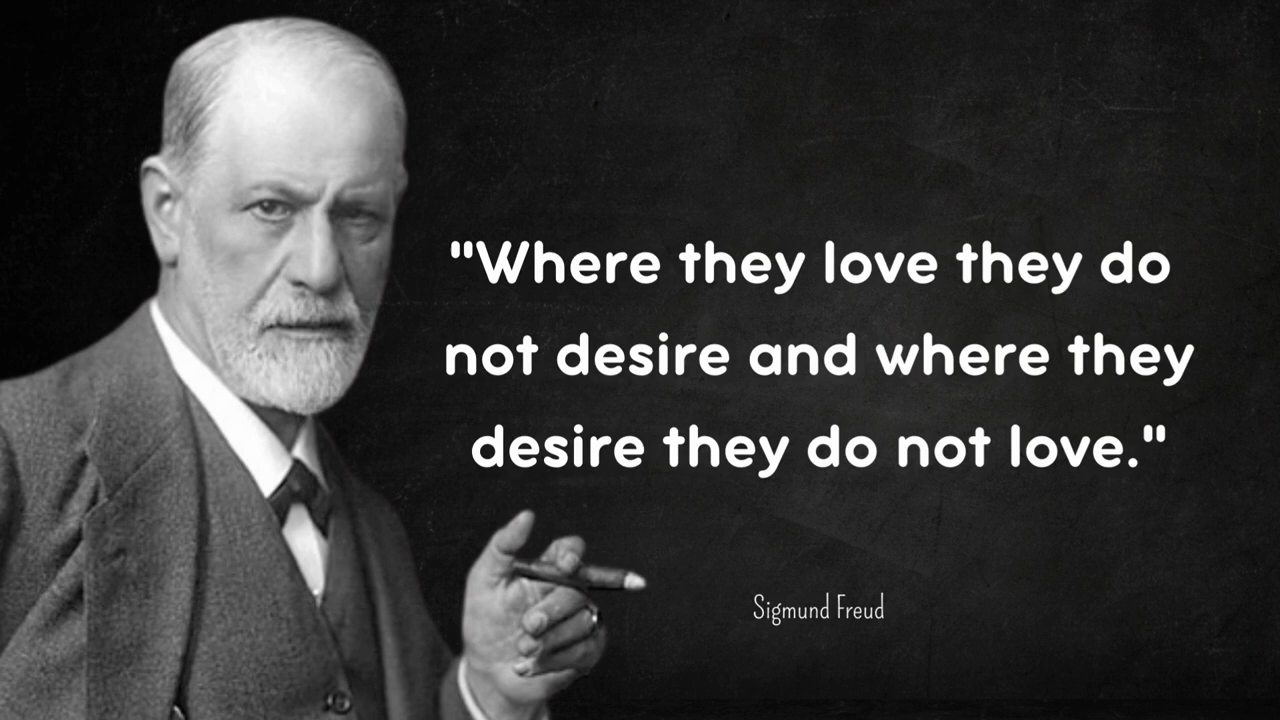 "Where they love they do
not desire and where they
desire they do not love."
Sigmund Freud